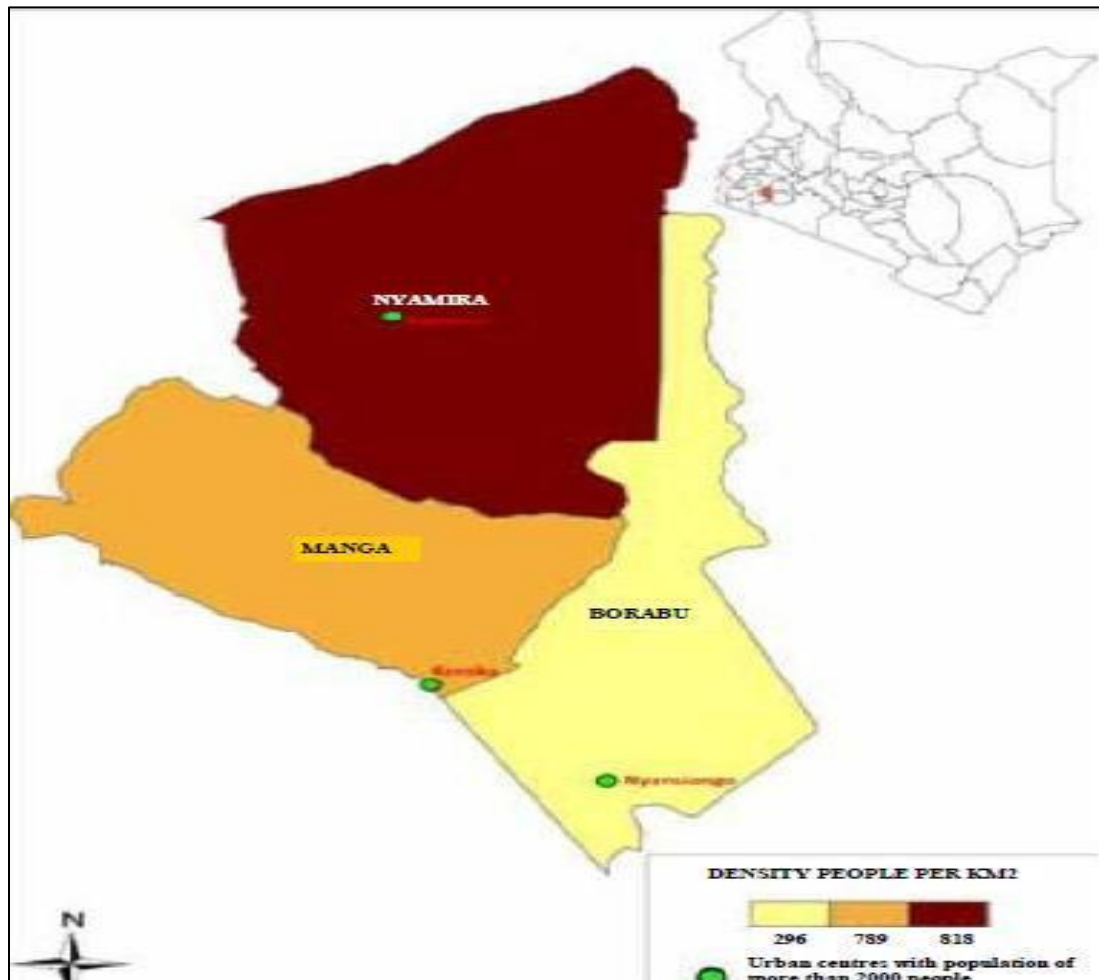 NYAMIRA
MANGA
BORABU
Keroka
Nyansiongo
N
DENSITY PEOPLE PER KM2
296 789 818
Urban centres with population of
more than 2000 people